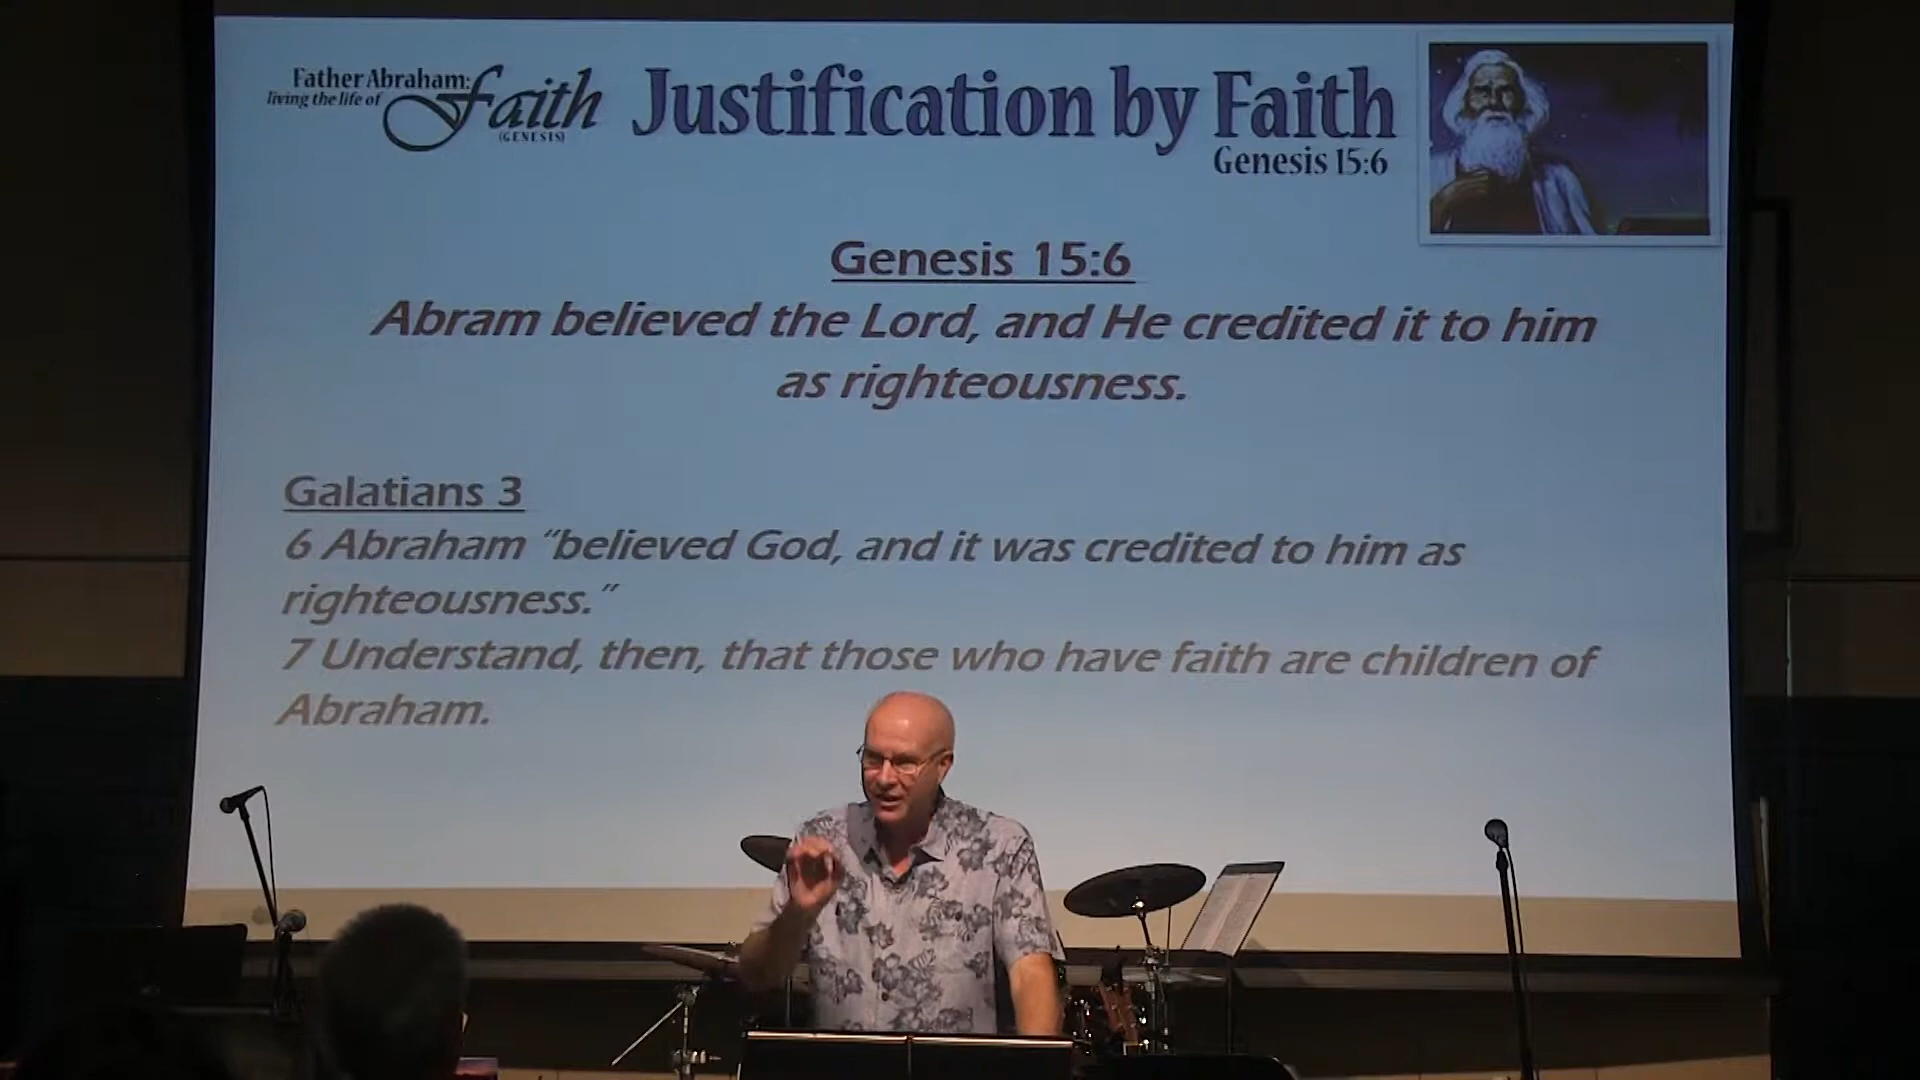 Father Abraham:
living the life of
Faith
(GENESIS)
Justification by Faith
Genesis 15:6
Genesis 15:6
Abram believed the Lord, and He credited it to him
as righteousness.
Galatians 3
6 Abraham “believed God, and it was credited to him as
righteousness.”
7 Understand, then, that those who have faith are children of
Abraham.